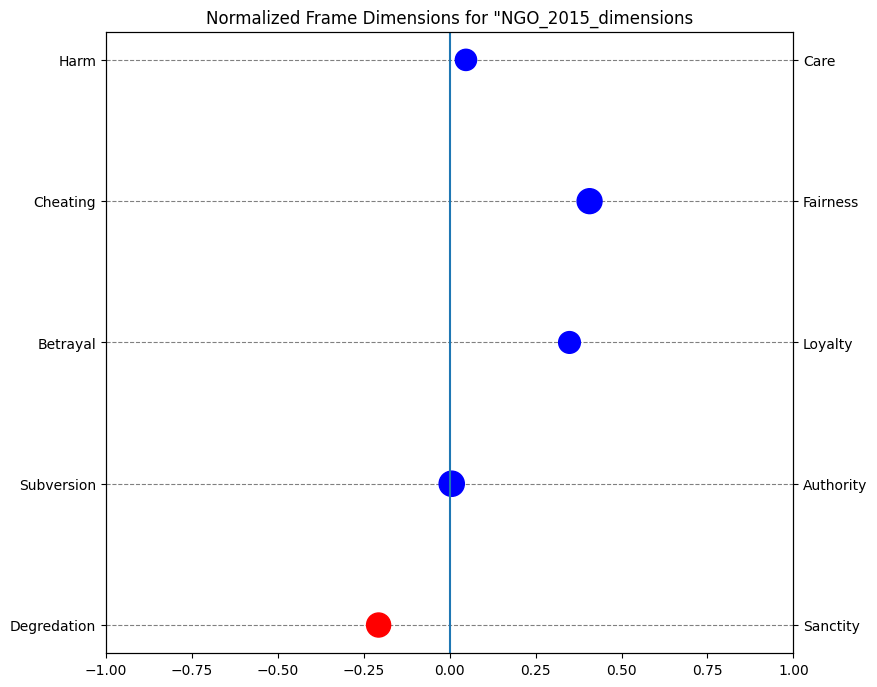 Normalized Frame Dimensions for "NGO_2015_dimensions
Harm
Care
Cheating
Fairness
Betrayal
Loyalty
Subversion
Authority
Degredation
Sanctity
−1.00 −0.75 −0.50 −0.25 0.00 0.25 0.50 0.75 1.00